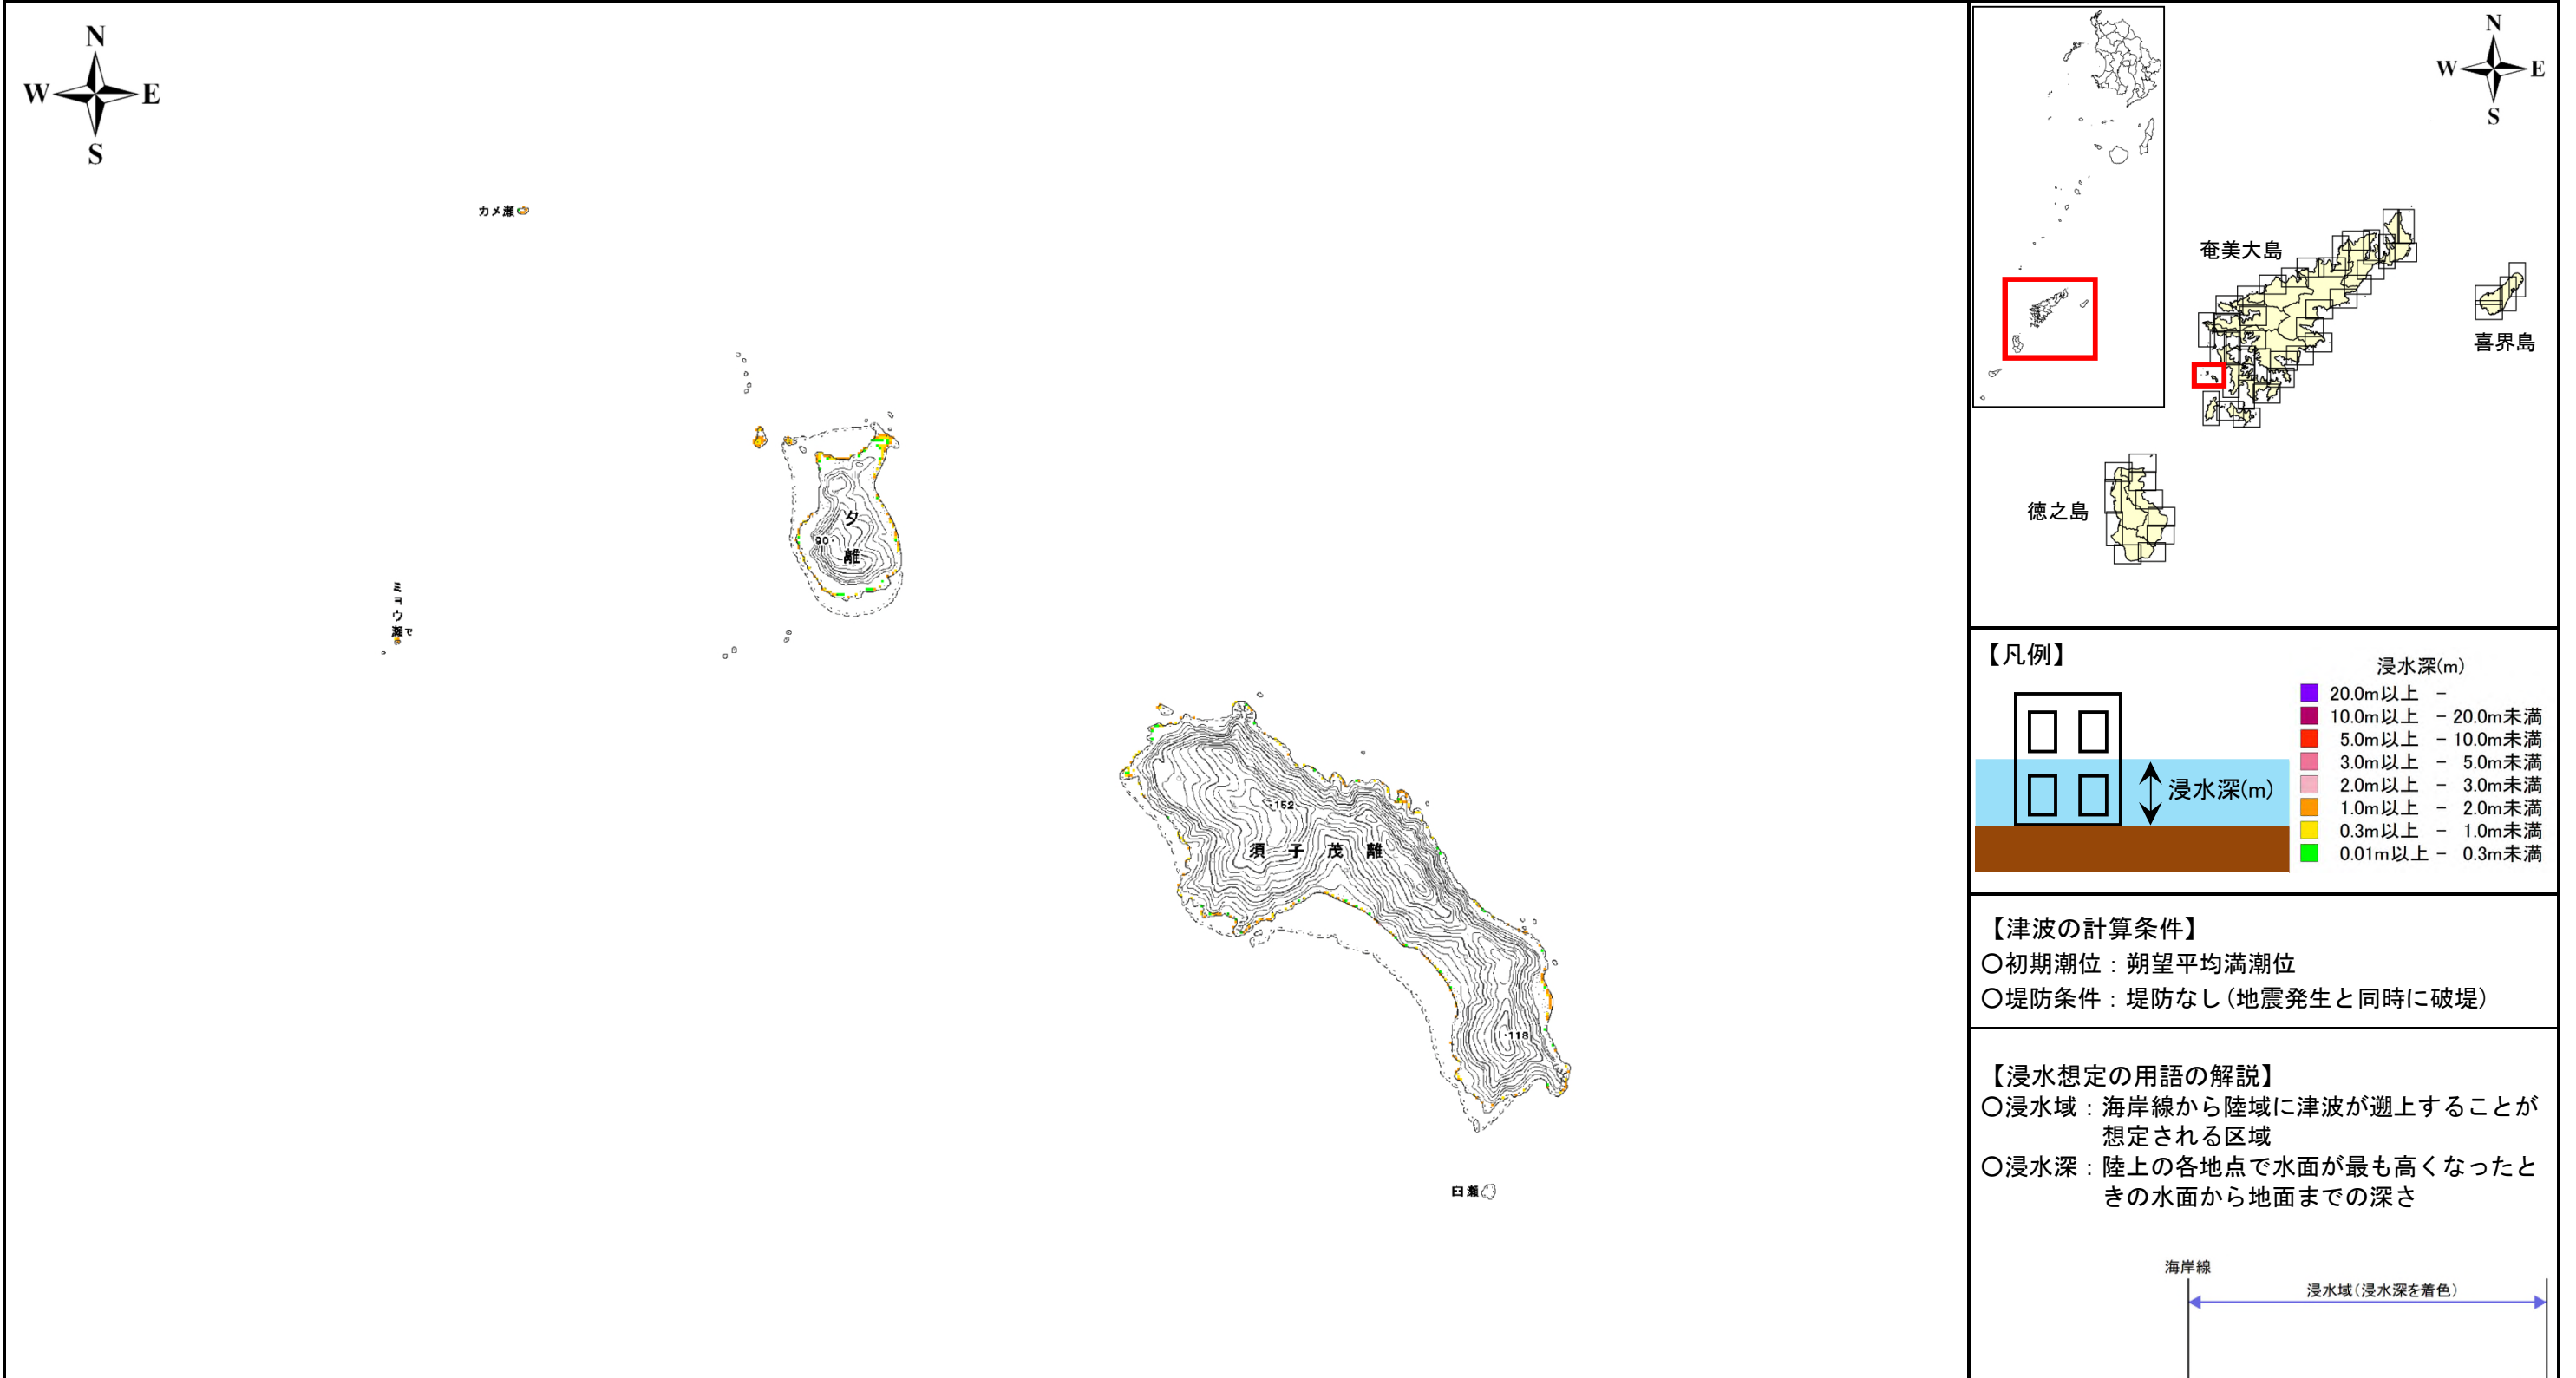 N
W E
S
カメ瀬
夕
離
90
ミョウ瀬
で
152
須子茂離
118
臼瀬
N
W E
S
奄美大島
喜界島
徳之島
【凡例】
浸水深(m)
浸水深(m)
20.0m以上 -
10.0m以上 - 20.0m未満
5.0m以上 - 10.0m未満
3.0m以上 - 5.0m未満
2.0m以上 - 3.0m未満
1.0m以上 - 2.0m未満
0.3m以上 - 1.0m未満
0.01m以上 - 0.3m未満
【津波の計算条件】
○初期潮位：朔望平均満潮位
○堤防条件：堤防なし(地震発生と同時に破堤)
【浸水想定の用語の解説】
○浸水域：海岸線から陸域に津波が遡上することが
想定される区域
○浸水深：陸上の各地点で水面が最も高くなったと
きの水面から地面までの深さ
海岸線
浸水域(浸水深を着色)